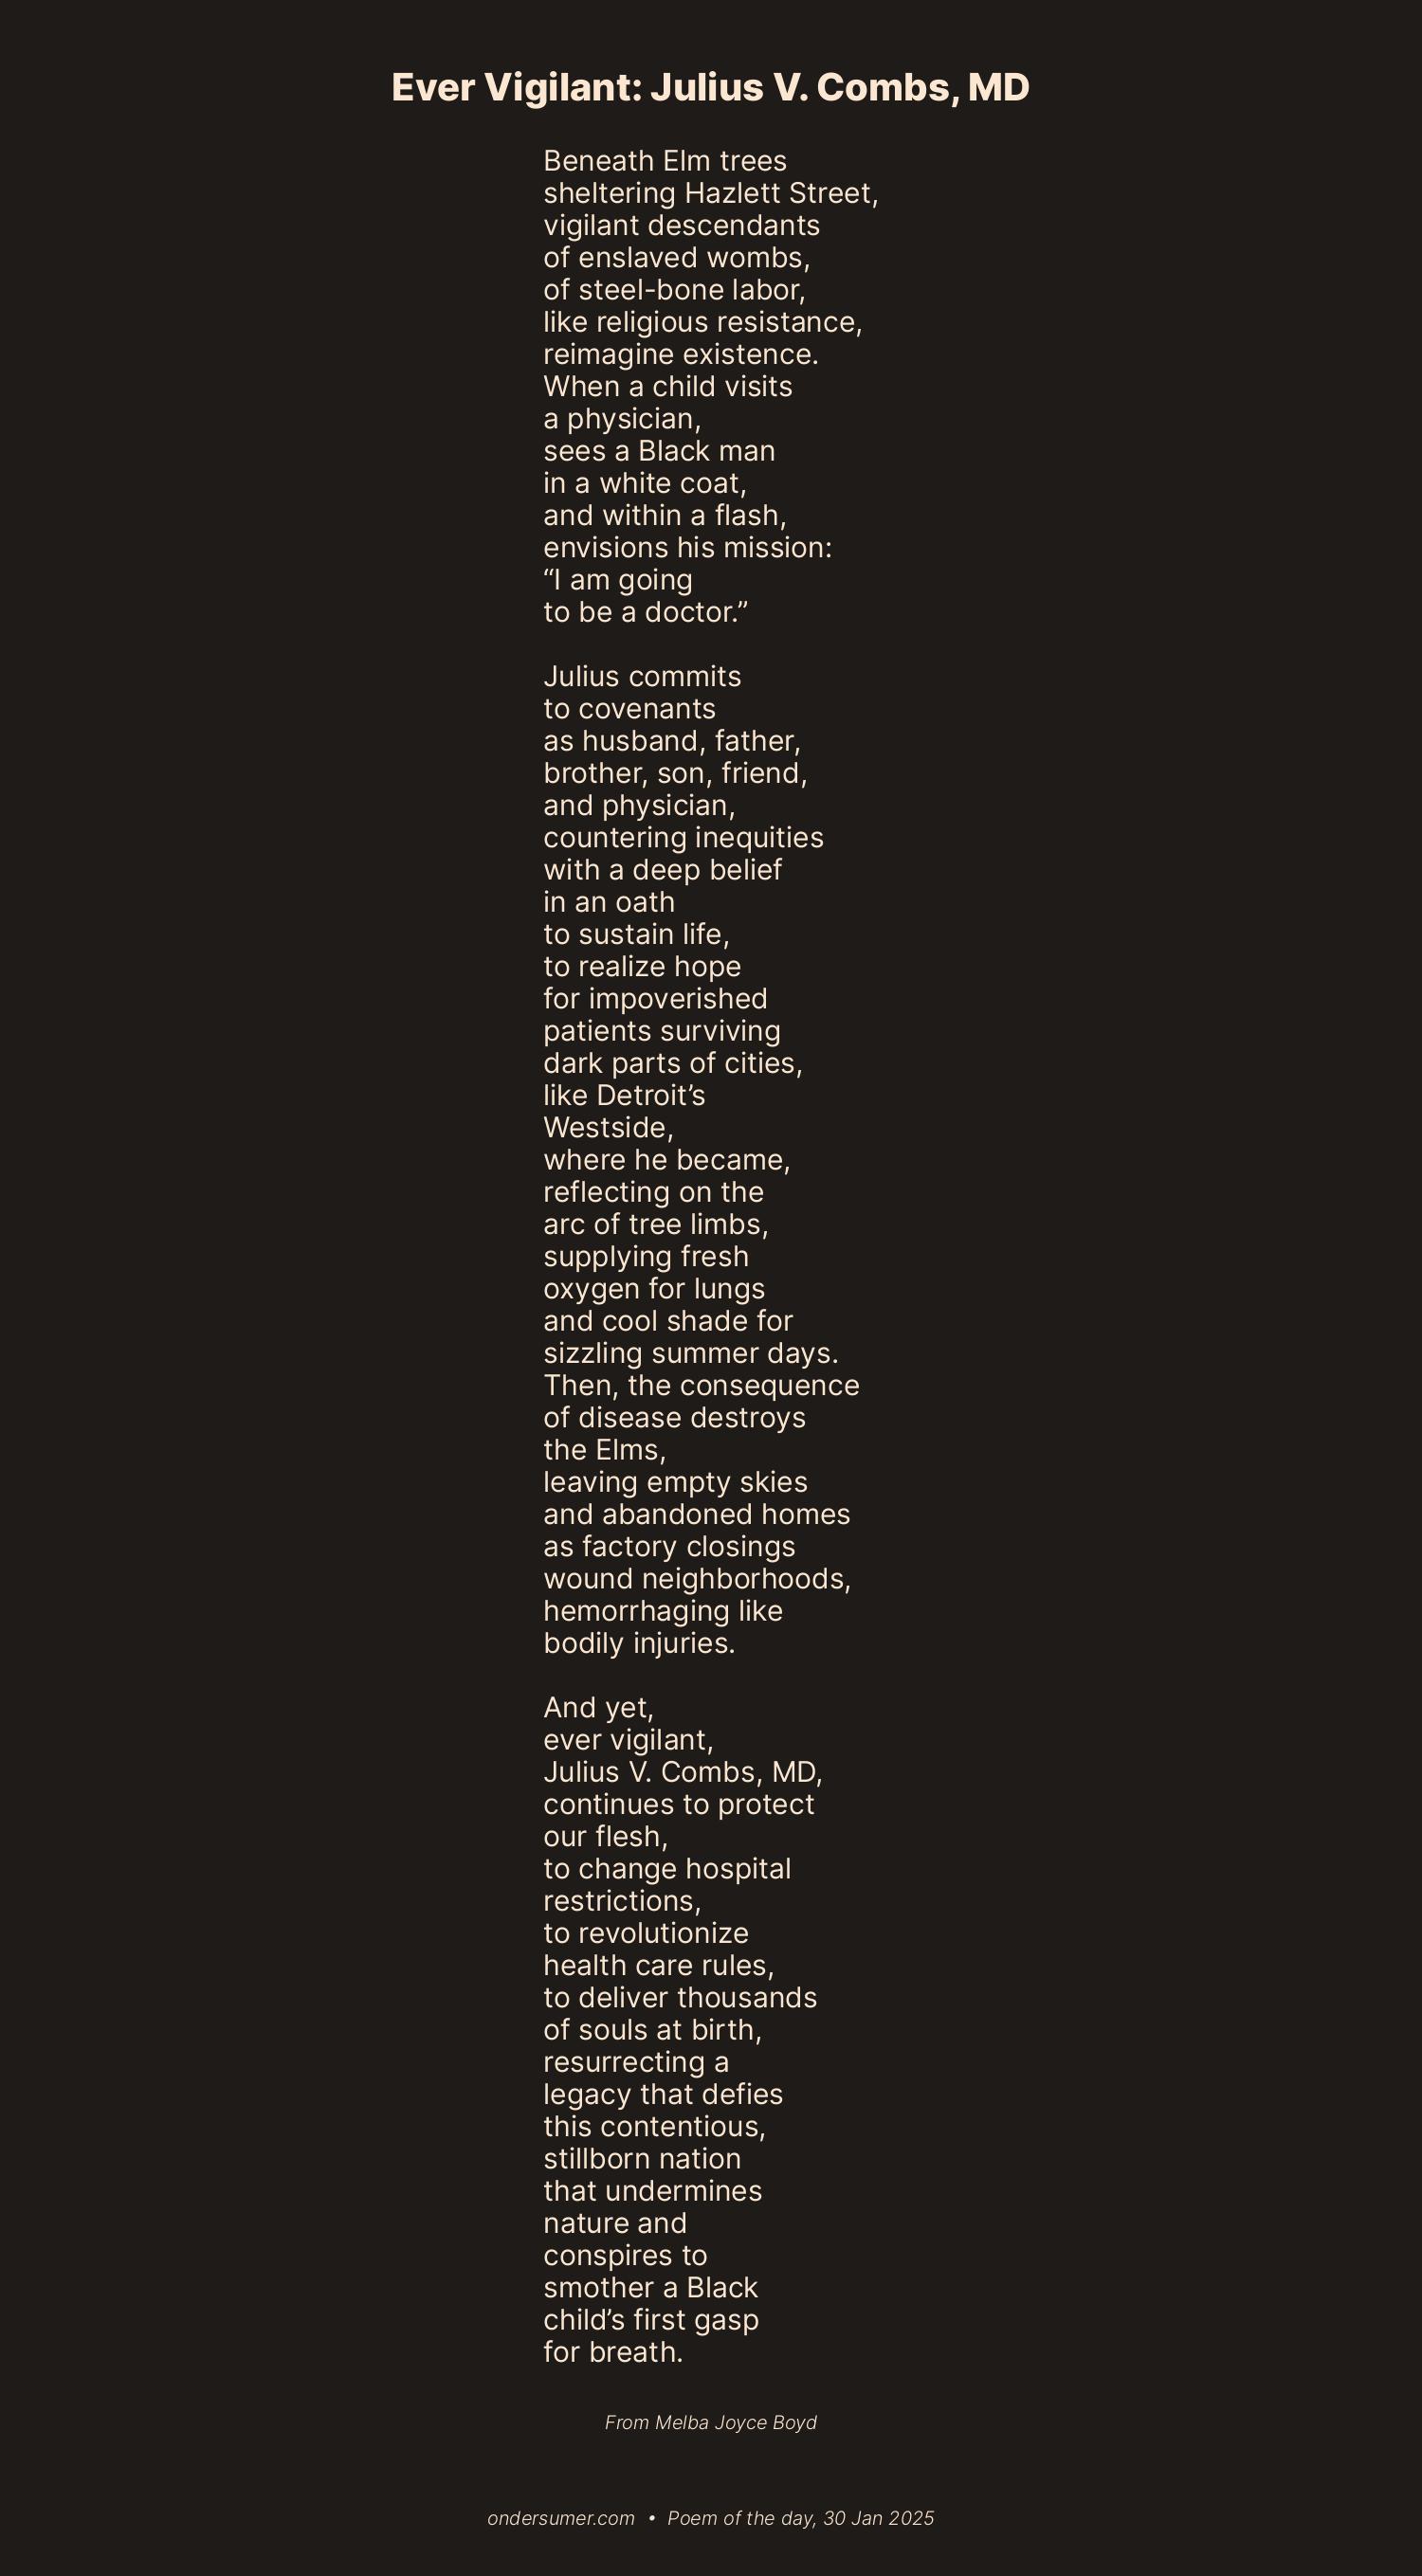 Ever Vigilant: Julius V. Combs, MD
Beneath Elm trees
sheltering Hazlett Street,
vigilant descendants
of enslaved wombs,
of steel-bone labor,
like religious resistance,
reimagine existence.
When a child visits
a physician,
sees a Black man
in a white coat,
and within a flash,
envisions his mission:
“I am going
to be a doctor.”

Julius commits
to covenants
as husband, father,
brother, son, friend,
and physician,
countering inequities
with a deep belief
in an oath
to sustain life,
to realize hope
for impoverished
patients surviving
dark parts of cities,
like Detroit’s
Westside,
where he became,
reflecting on the
arc of tree limbs,
supplying fresh
oxygen for lungs
and cool shade for
sizzling summer days.
Then, the consequence
of disease destroys
the Elms,
leaving empty skies
and abandoned homes
as factory closings
wound neighborhoods,
hemorrhaging like
bodily injuries.

And yet,
ever vigilant,
Julius V. Combs, MD,
continues to protect
our flesh,
to change hospital
restrictions,
to revolutionize
health care rules,
to deliver thousands
of souls at birth,
resurrecting a
legacy that defies
this contentious,
stillborn nation
that undermines
nature and
conspires to
smother a Black
child’s first gasp
for breath.

From Melba Joyce Boyd

ondersumer.com • Poem of the day, 30 Jan 2025